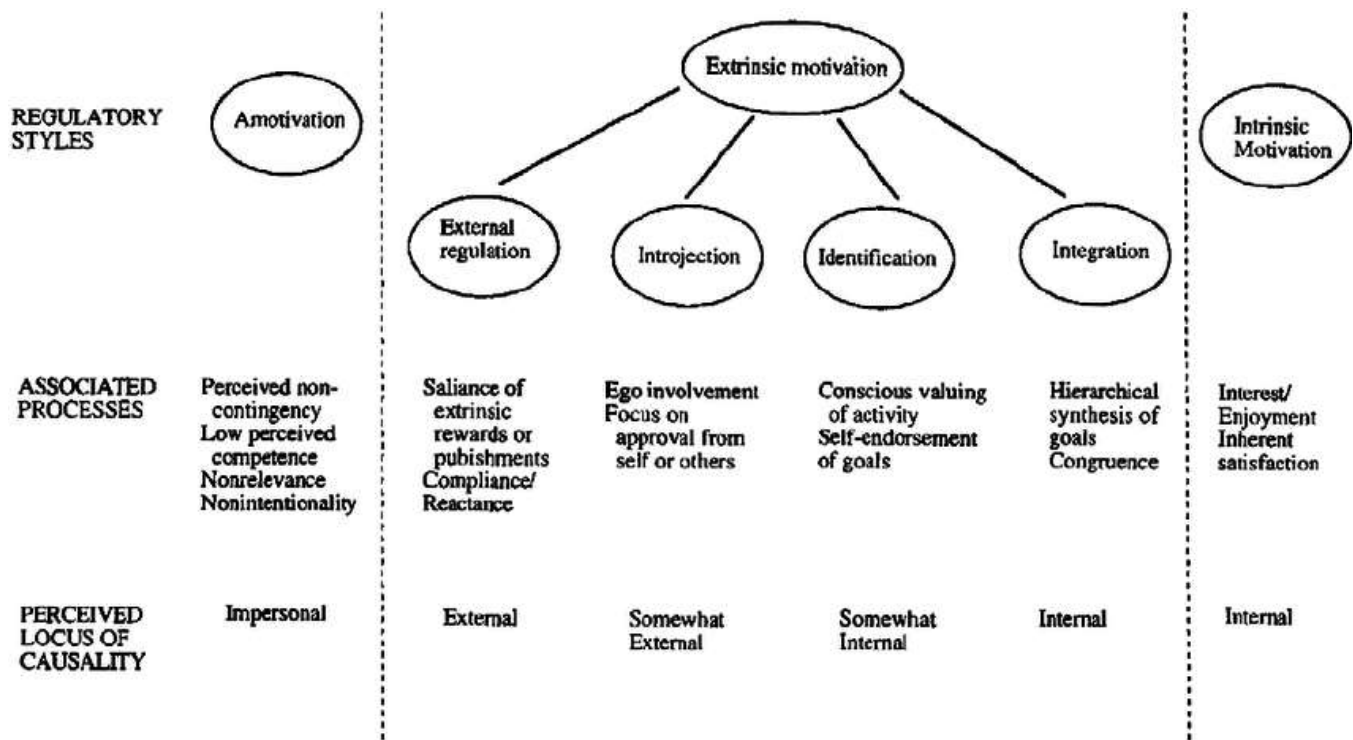 Extrinsic motivation
REGULATORY
STYLES
Amotivation
Intrinsic
Motivation
External
regulation
Introjection
Identification
Integration
ASSOCIATED
PROCESSES
Perceived non-
contingency
Low perceived
competence
Nonrelevance
Nonintentionality
Saliance of
extrinsic
rewards or
pubishments
Compliance/
Reactance
Ego involvement
Focus on
approval from
self or others
Conscious valuing
of activity
Self-endorsement
of goals
Hierarchical
synthesis of
goals
Congruence
Interest/
Enjoyment
Inherent
satisfaction
PERCEIVED
LOCUS OF
CAUSALITY
Impersonal
External
Somewhat
External
Somewhat
Internal
Internal
Internal